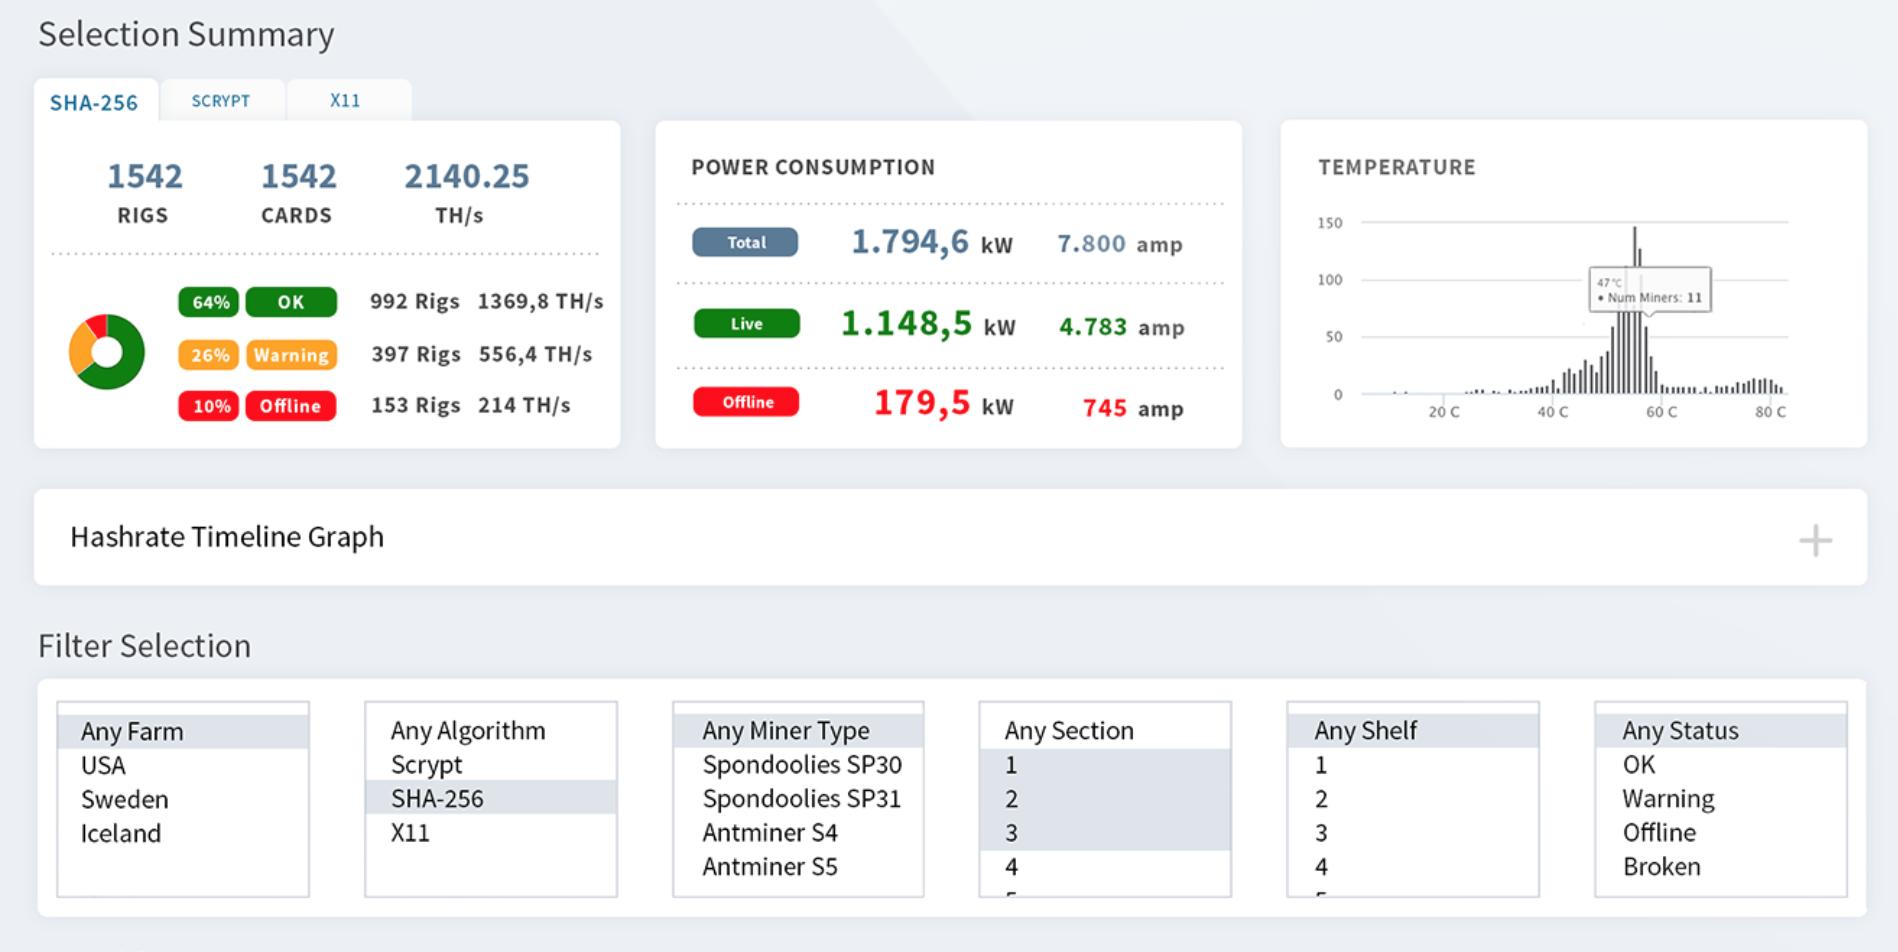 Selection Summary
SHA-256
SCRYPT
X11
1542 1542 2140.25
RIGS CARDS TH/s
64% OK 992 Rigs 1369,8 TH/s
26% Warning 397 Rigs 556,4 TH/s
10% Offline 153 Rigs 214 TH/s
POWER CONSUMPTION
Total 1.794,6 kW 7.800 amp
Live 1.148,5 kW 4.783 amp
Offline 179,5 kW 745 amp
TEMPERATURE
150
100
50
0
47°C
• Num Miners: 11
20 C 40 C 60 C 80 C
Hashrate Timeline Graph
Filter Selection
Any Farm
USA
Sweden
Iceland
Any Algorithm
Scrypt
SHA-256
X11
Any Miner Type
Spondoolies SP30
Spondoolies SP31
Antminer S4
Antminer S5
Any Section
1
2
3
4
Any Shelf
1
2
3
4
Any Status
OK
Warning
Offline
Broken